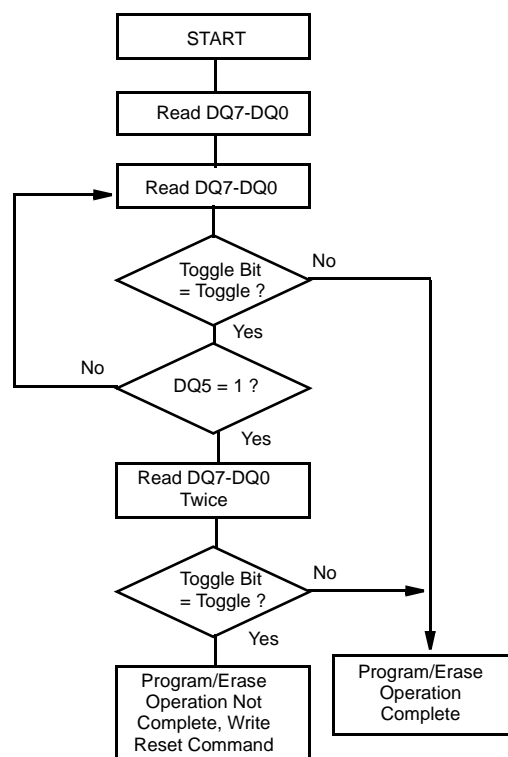 START
Read DQ7-DQ0
Read DQ7-DQ0
Toggle Bit
= Toggle ?
No
Yes
No
DQ5 = 1 ?
Yes
Read DQ7-DQ0
Twice
Toggle Bit
= Toggle ?
No
Yes
Program/Erase
Operation Not
Complete, Write
Reset Command
Program/Erase
Operation
Complete